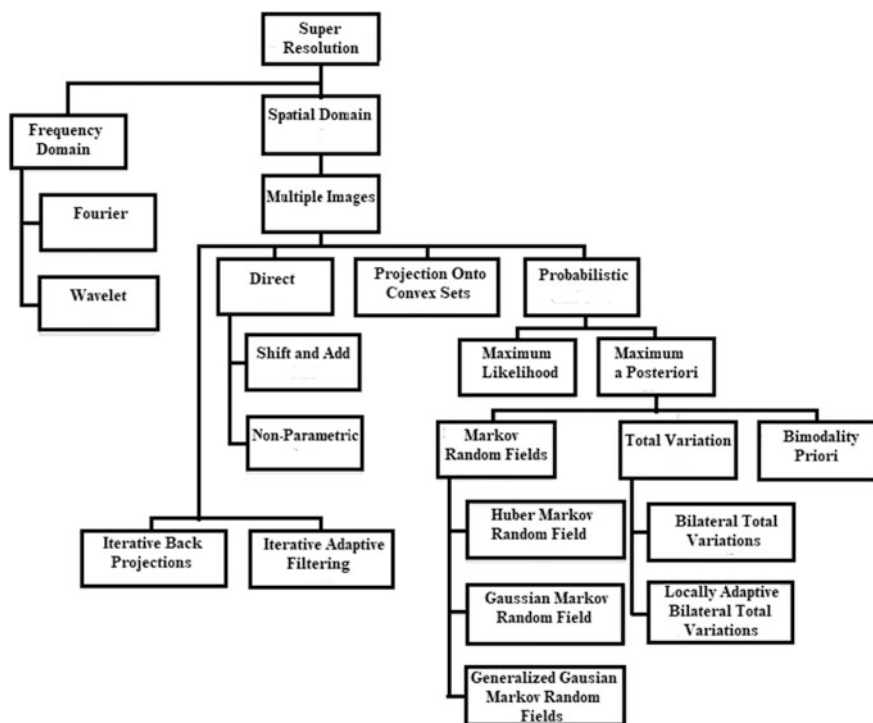 Super
Resolution
Frequency
Domain
Spatial Domain
Fourier
Wavelet
Multiple Images
Direct
Projection Onto
Convex Sets
Probabilistic
Shift and Add
Non-Parametric
Maximum
Likelihood
Maximum
a Posteriori
Markov
Random Fields
Total Variation
Bimodality
Priori
Iterative Back
Projections
Iterative Adaptive
Filtering
Huber Markov
Random Field
Gaussian Markov
Random Field
Generalized Gausian
Markov Random
Fields
Bilateral Total
Variations
Locally Adaptive
Bilateral Total
Variations